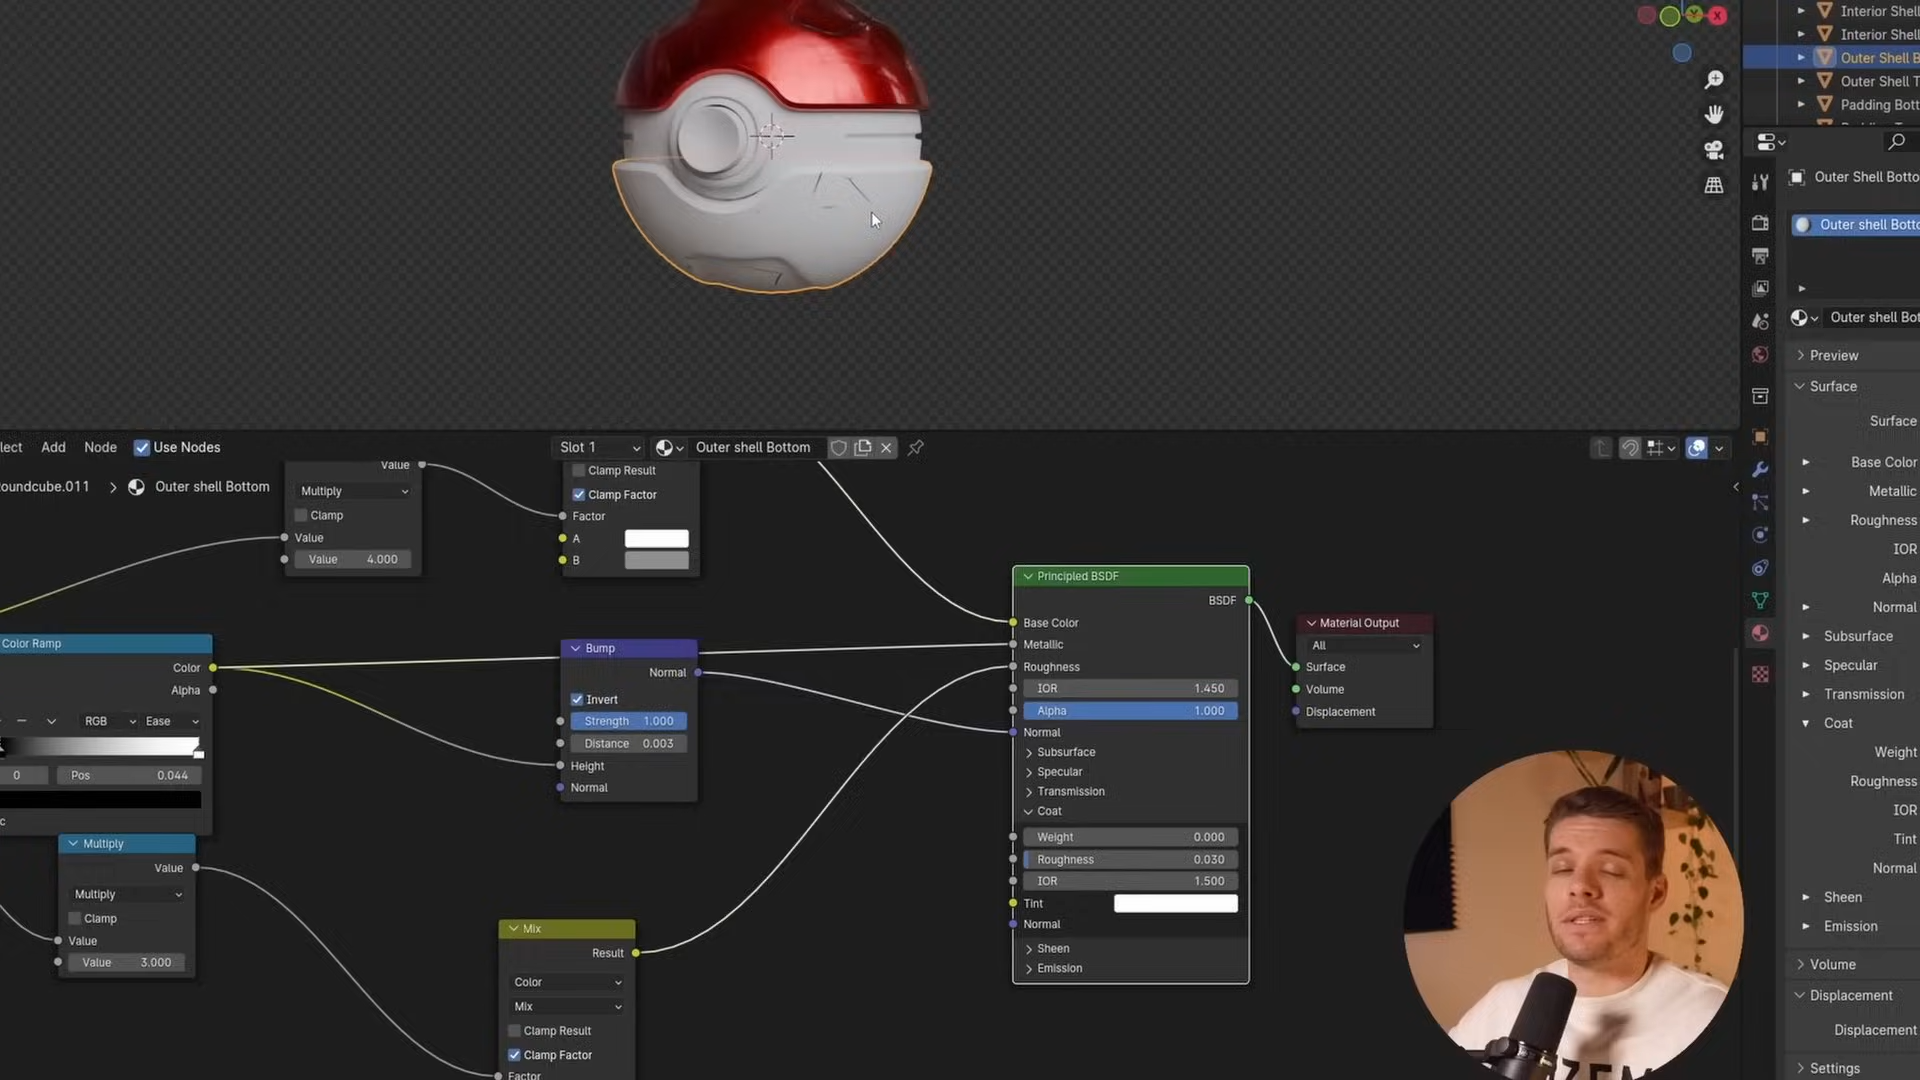 X
Interior Shell
Interior Shell
Outer Shell B
Outer Shell T
Padding Bott
Outer Shell Botto
Outer shell Botto
Outer shell Bot
Preview
Surface
Surface
Base Color
Metallic
Roughness
IOR
Alpha
Normal
Subsurface
Specular
Transmission
Coat
Weight
Roughness
IOR
Tint
Normal
Sheen
Emission
Volume
Displacement
Displacement
Settings
lect Add Node Use Nodes
Slot 1 Outer shell Bottom
oundcube.011 > Outer shell Bottom
Value
Multiply
Clamp
Value
Value 4.000
Clamp Result
Clamp Factor
Factor
A
B
Color Ramp
Color
Alpha
RGB Ease
0 Pos 0.044
c
Multiply
Value
Multiply
Clamp
Value
Value 3.000
Bump
Normal
Invert
Strength 1.000
Distance 0.003
Height
Normal
Mix
Result
Color
Mix
Clamp Result
Clamp Factor
Factor
Principled BSDF
BSDF
Base Color
Metallic
Roughness
IOR 1.450
Alpha 1.000
Normal
Subsurface
Specular
Transmission
Coat
Weight 0.000
Roughness 0.030
IOR 1.500
Tint
Normal
Sheen
Emission
Material Output
All
Surface
Volume
Displacement